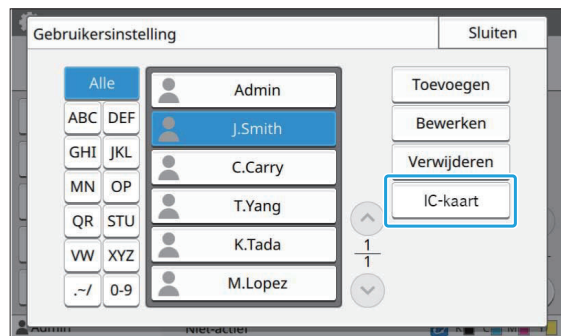 Gebruikersinstelling
Sluiten
Alle
ABC DEF
GHI JKL
MN OP
QR STU
VW XYZ
.~/ 0-9
Admin
J.Smith
C.Carry
T.Yang
K.Tada
M.Lopez
1
1
Toevoegen
Bewerken
Verwijderen
IC-kaart
Admin
Niet-actief